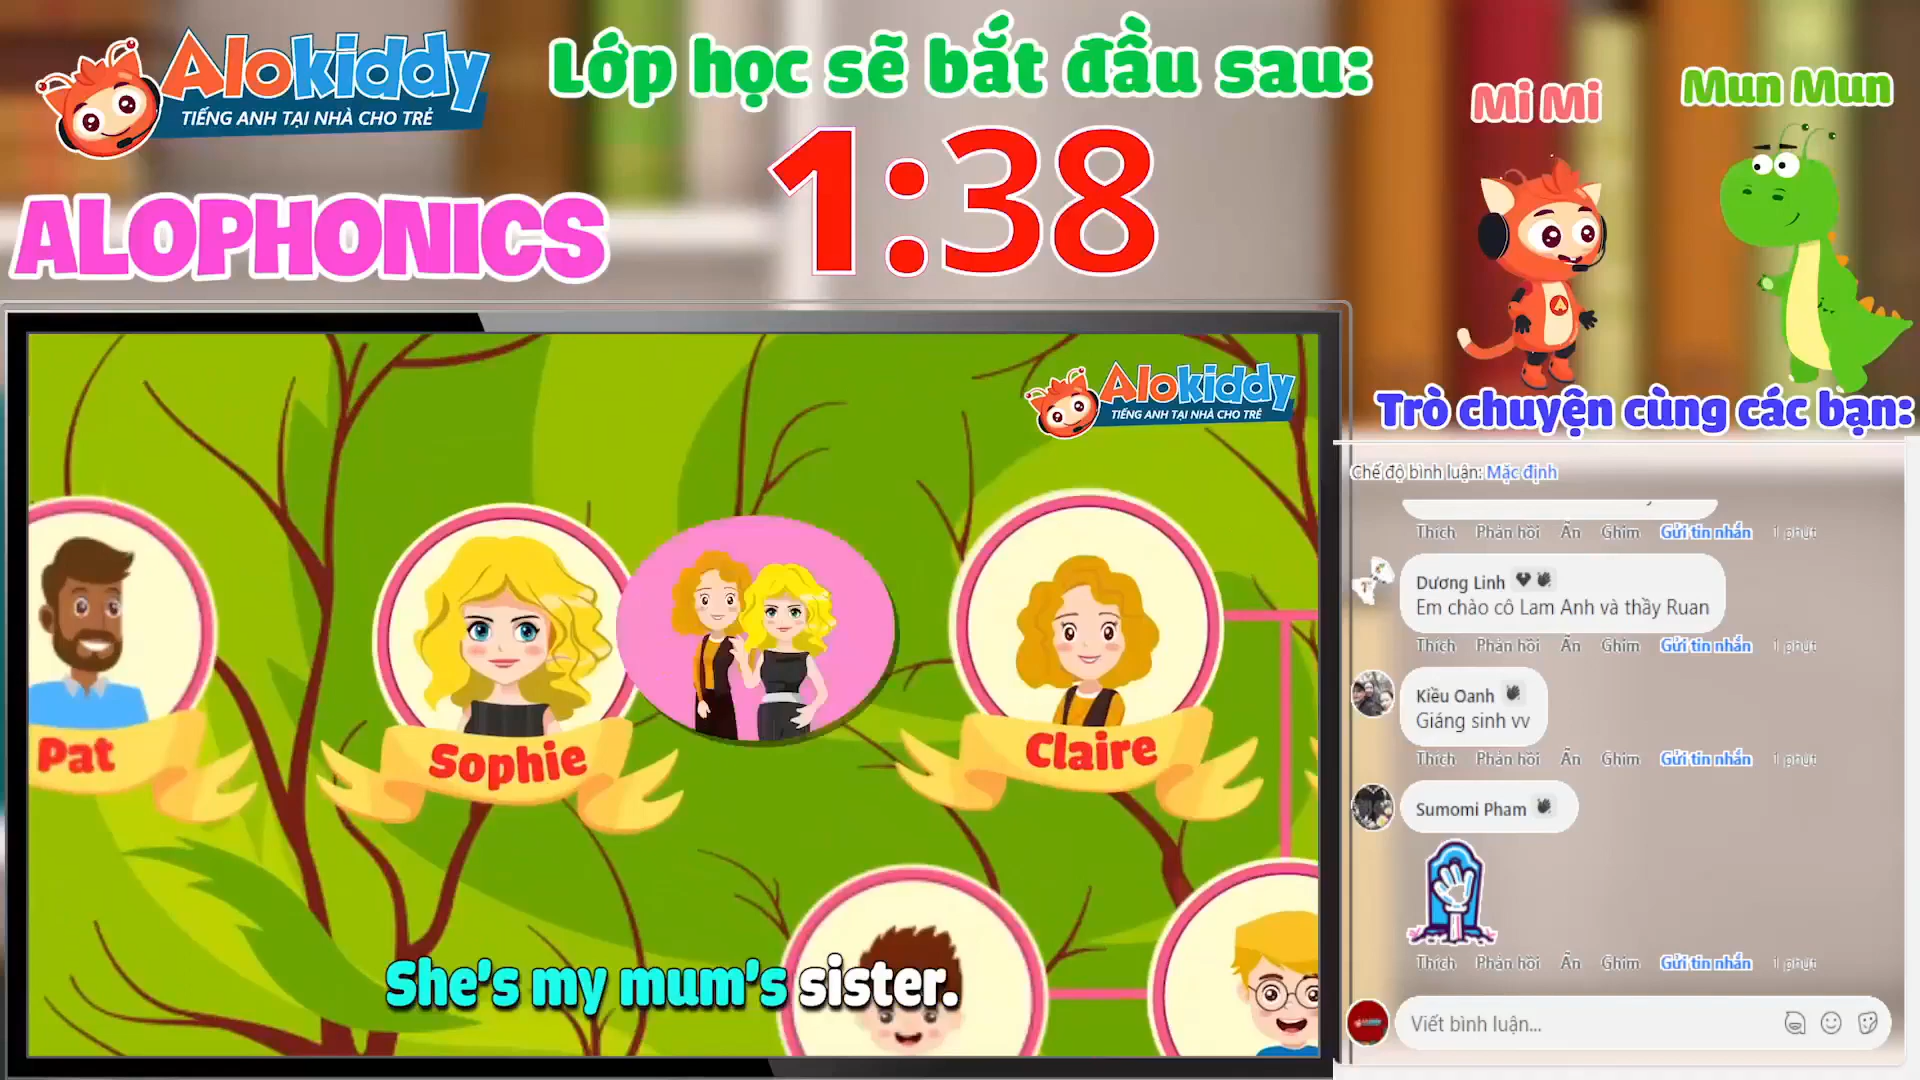 Alokiddy
TIẾNG ANH TẠI NHÀ CHO TRẺ
Lớp học sẽ bắt đầu sau:
1:38
Mi Mi
Mun Mun
ALOPHONICS
Trò chuyện cùng các bạn:
Alokiddy
TIẾNG ANH TẠI NHÀ CHO TRẺ
Pat
Sophie
Claire
She's my mum's sister.
Chế độ bình luận: Mặc định
Thích Phản hồi Ẩn Ghim Gửi tin nhắn 1 phút
Dương Linh
Em chào cô Lam Anh và thầy Ruan
Thích Phản hồi Ẩn Ghim Gửi tin nhắn 1 phút
Kiều Oanh
Giáng sinh vv
Thích Phản hồi Ẩn Ghim Gửi tin nhắn 1 phút
Sumomi Pham
Thích Phản hồi Ẩn Ghim Gửi tin nhắn 1 phút
Viết bình luận...